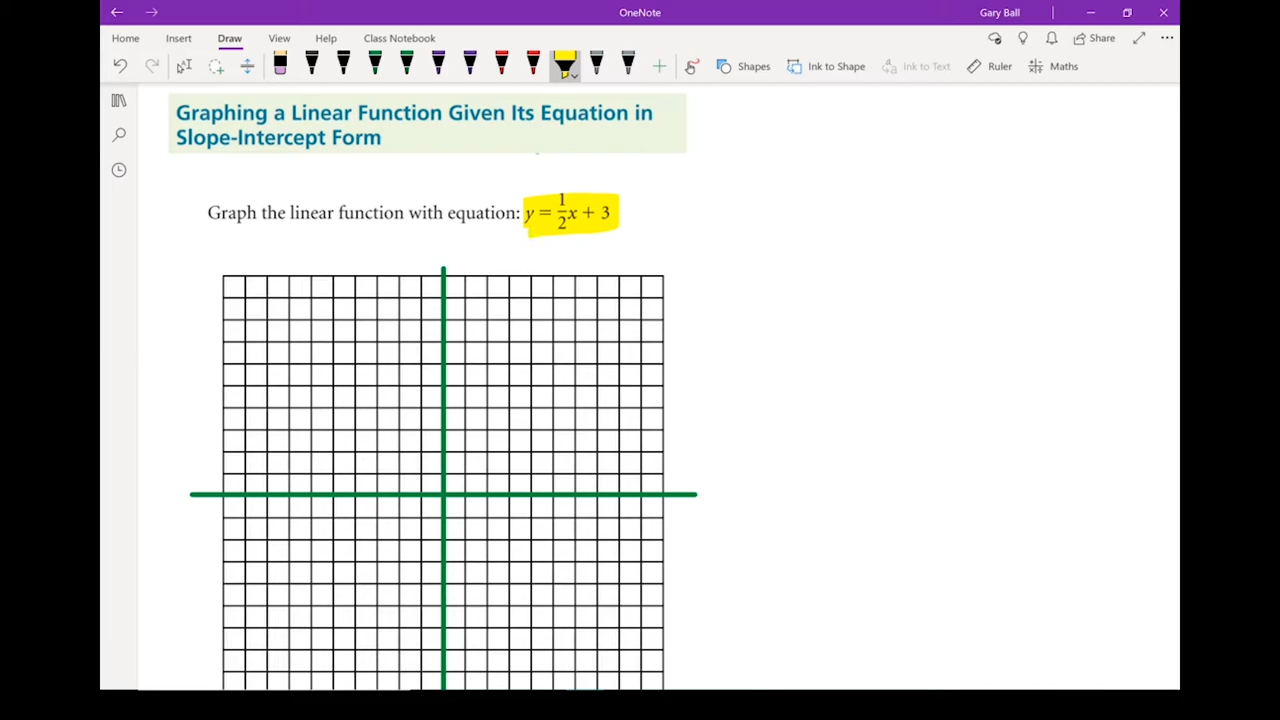 OneNote
Gary Ball
Home Insert Draw View Help Class Notebook
Share
Shapes Ink to Shape Ink to Text Ruler Maths
Graphing a Linear Function Given Its Equation in
Slope-Intercept Form
Graph the linear function with equation: y = 1/2 x + 3